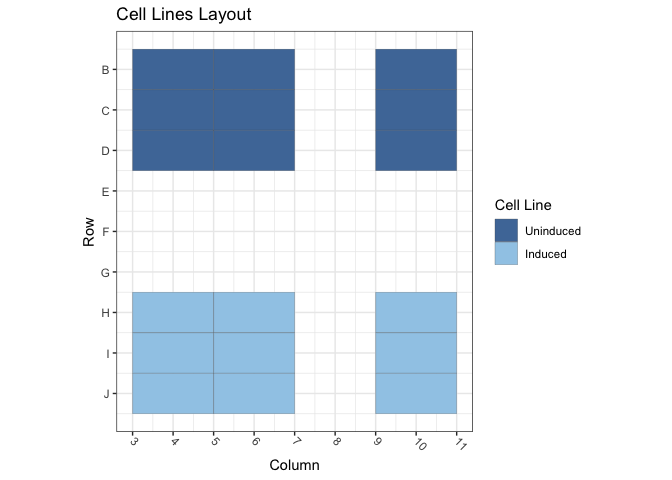 Cell Lines Layout
B
C
D
E
F
G
H
I
J
Row
3 4 5 6 7 8 9 10 11
Column
Cell Line
Uninduced
Induced